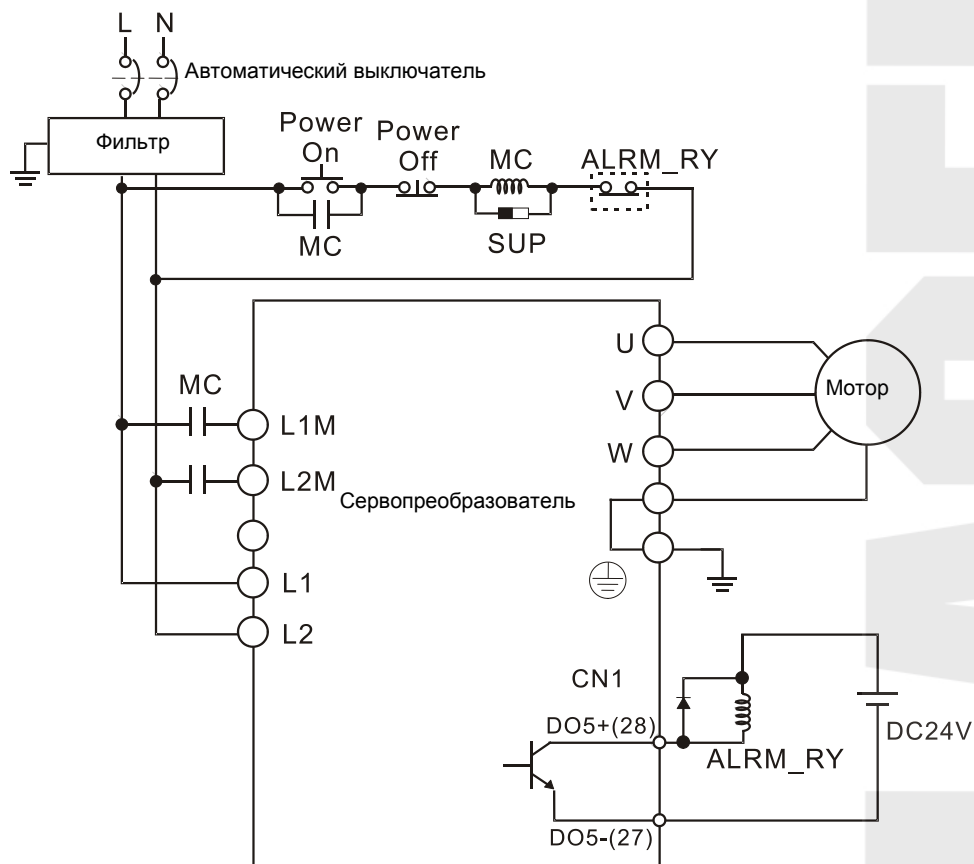 L N
Автоматический выключатель
Фильтр
Power On
Power Off
MC
ALRM_RY
MC
SUP
MC
L1M
L2M
L1
L2
Сервопреобразователь
U
V
W
Мотор
CN1
DO5+(28)
DO5-(27)
ALRM_RY
DC24V